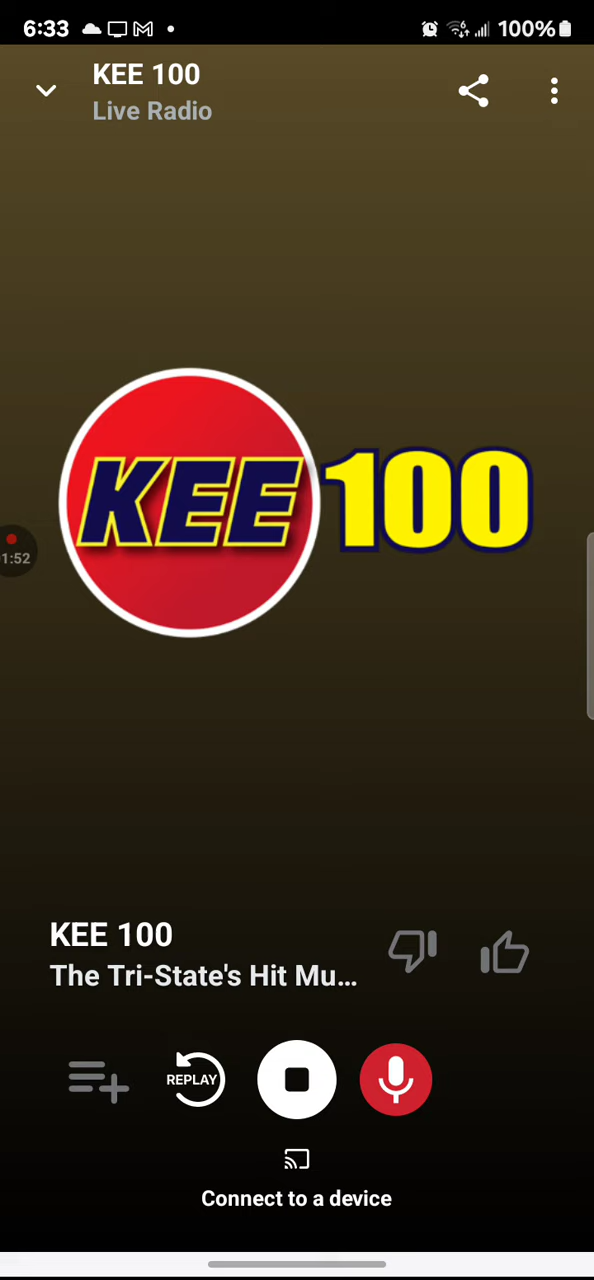 6:33
100%
KEE 100
Live Radio
KEE 100
1:52
KEE 100
The Tri-State's Hit Mu...
REPLAY
Connect to a device